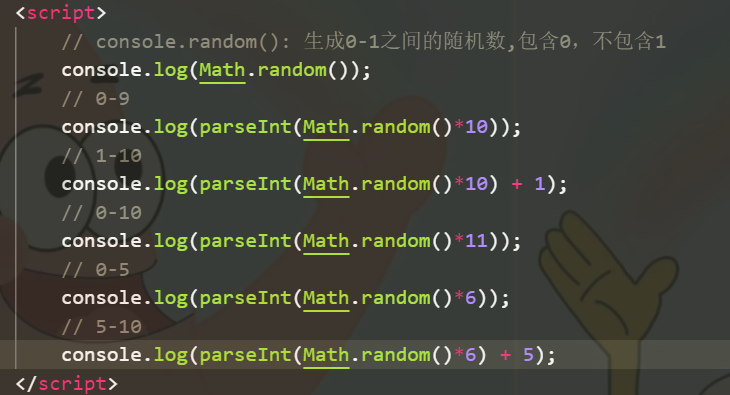 <script>
// console.random(): 生成0-1之间的随机数,包含0，不包含1
console.log(Math.random());
// 0-9
console.log(parseInt(Math.random()*10));
// 1-10
console.log(parseInt(Math.random()*10) + 1);
// 0-10
console.log(parseInt(Math.random()*11));
// 0-5
console.log(parseInt(Math.random()*6));
// 5-10
console.log(parseInt(Math.random()*6) + 5);
</script>